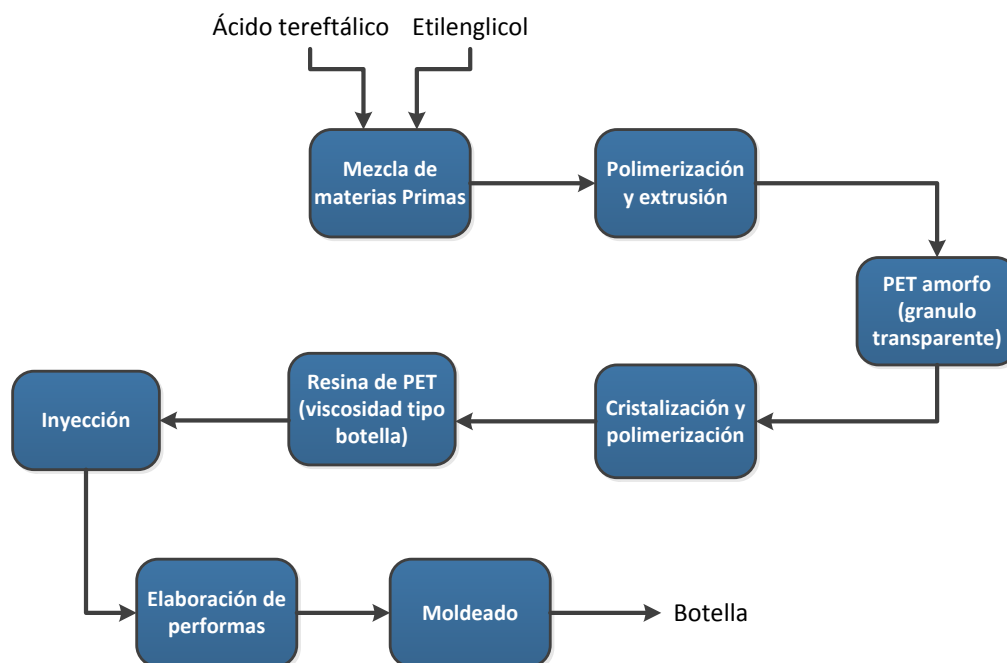 Ácido tereftálico
Etilenglicol
Mezcla de
materias Primas
Polimerización
y extrusión
PET amorfo
(granulo
transparente)
Cristalización y
polimerización
Resina de PET
(viscosidad tipo
botella)
Inyección
Elaboración de
performas
Moldeado
Botella